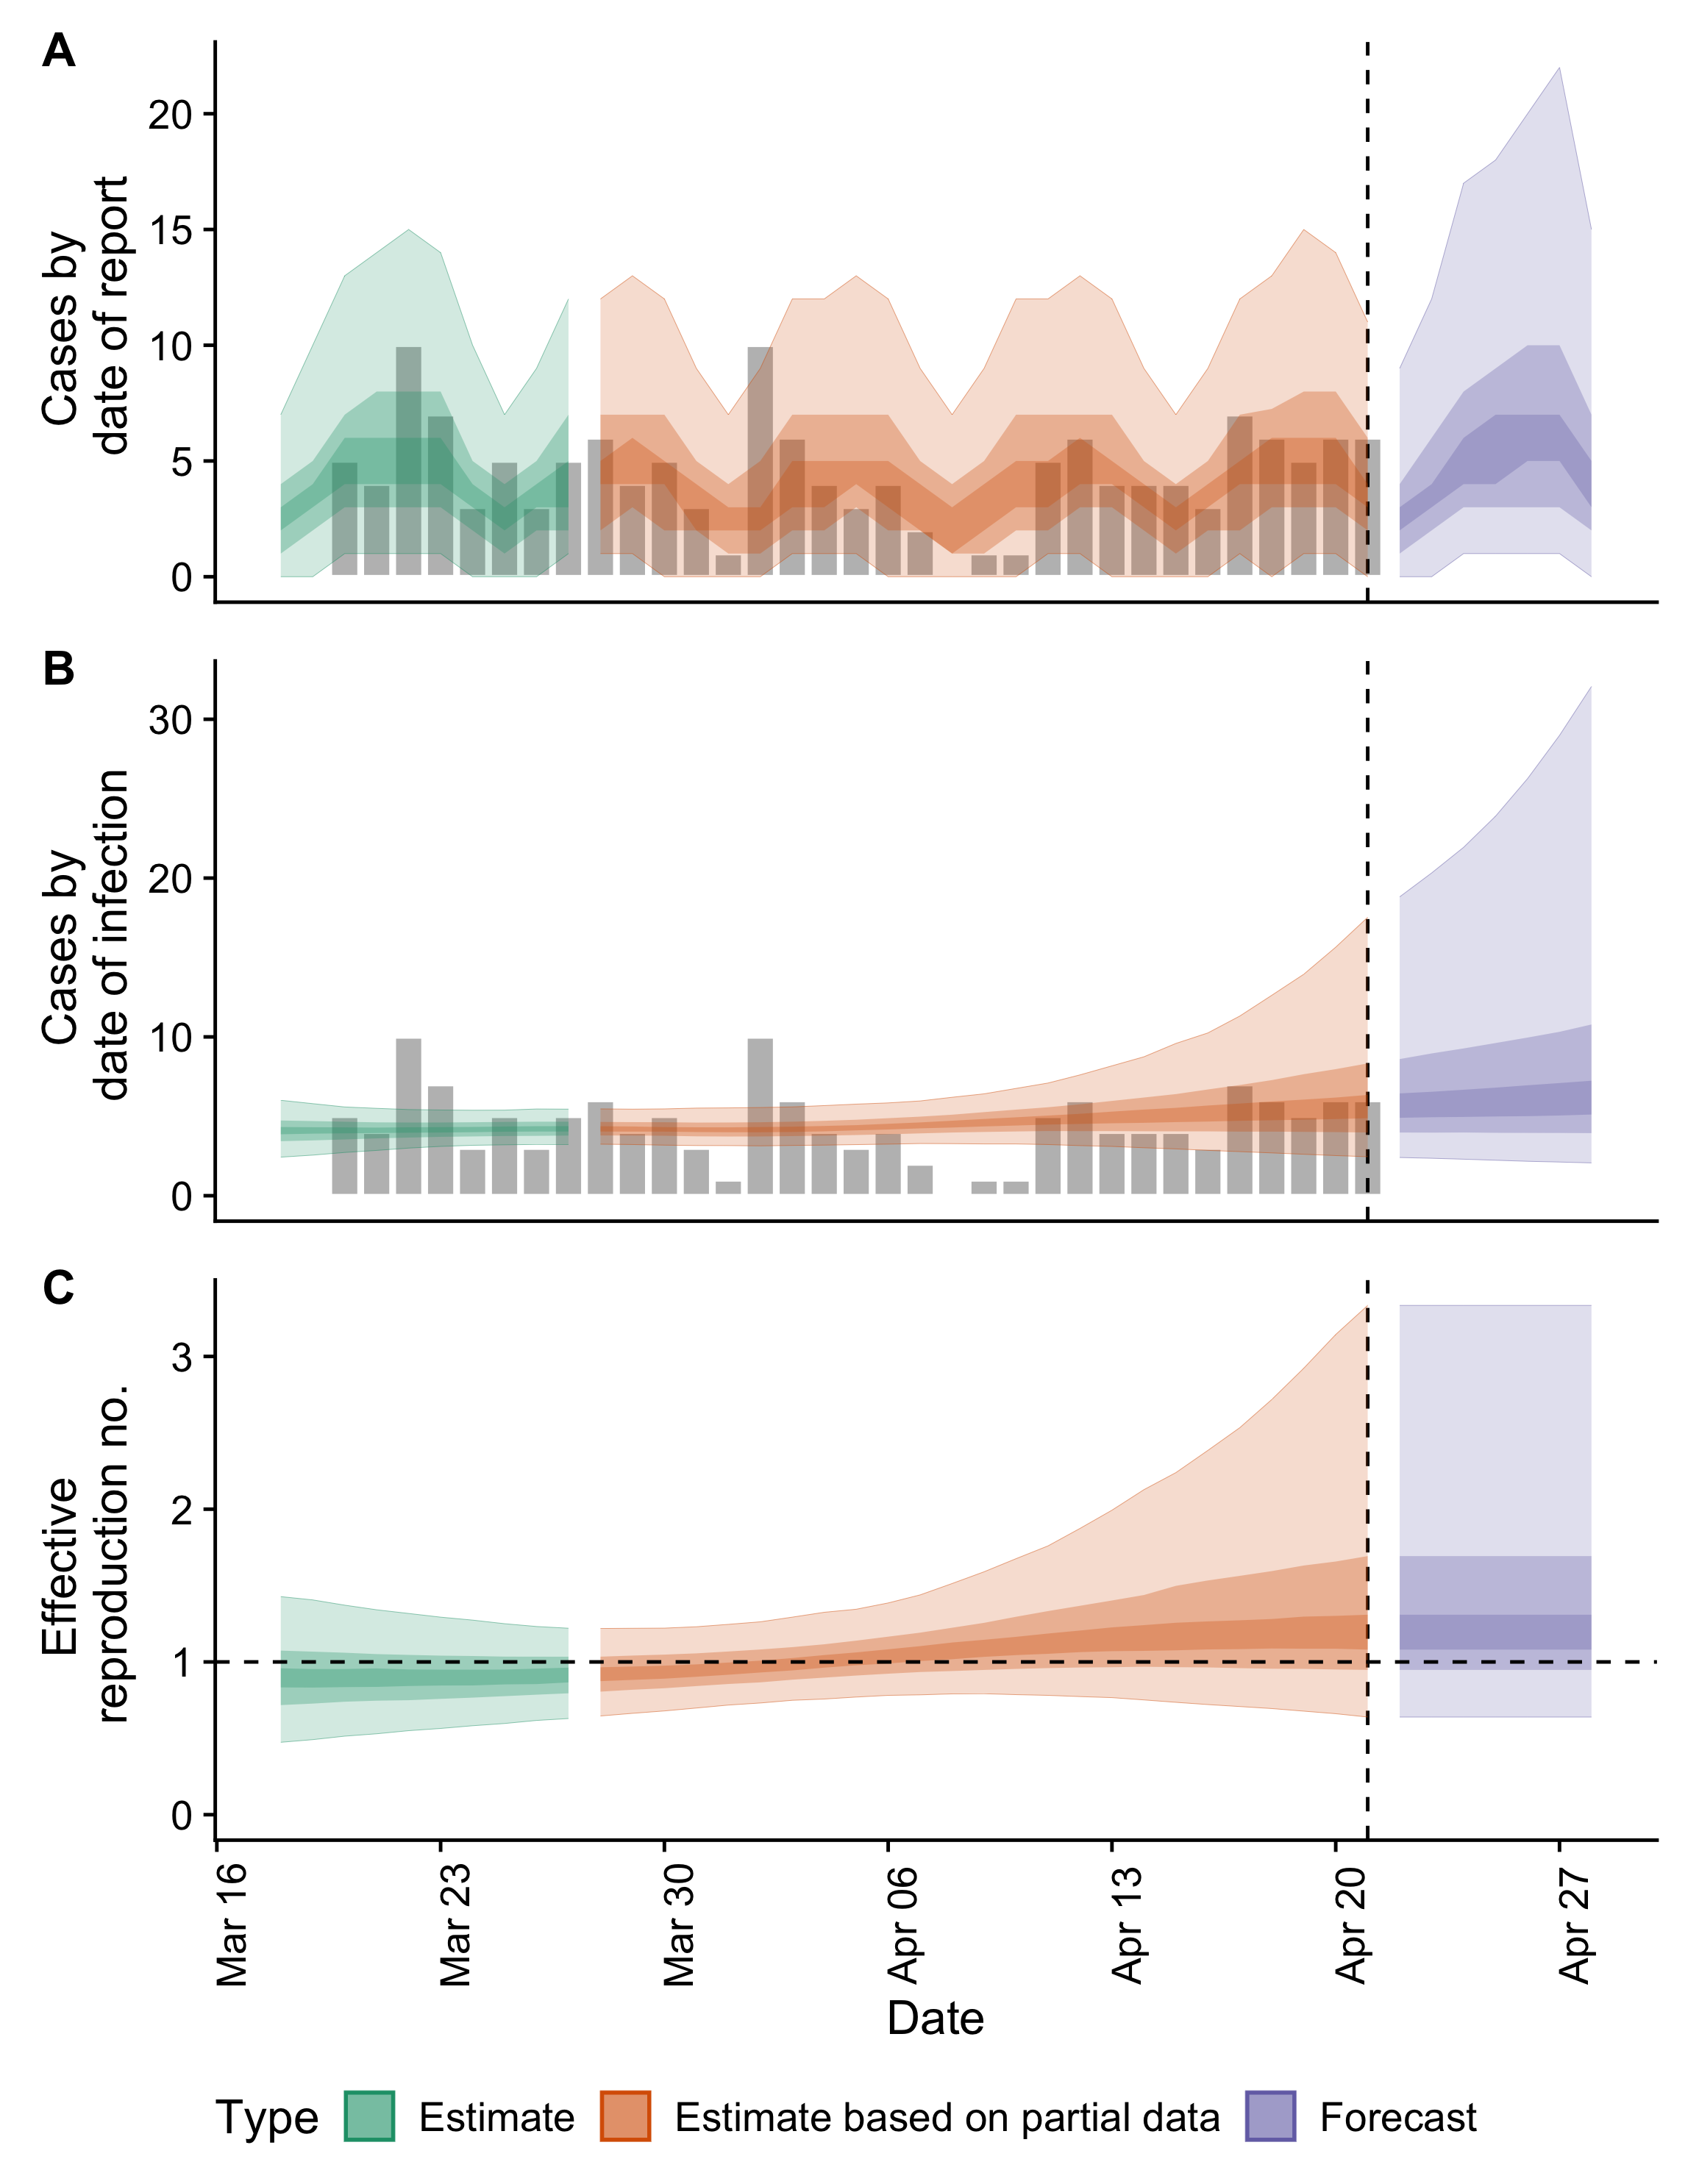 A
Cases by
date of report
20
15
10
5
0
B
Cases by
date of infection
30
20
10
0
C
Effective
reproduction no.
3
2
1
0
Mar 16
Mar 23
Mar 30
Apr 06
Apr 13
Apr 20
Apr 27
Date
Type Estimate Estimate based on partial data Forecast